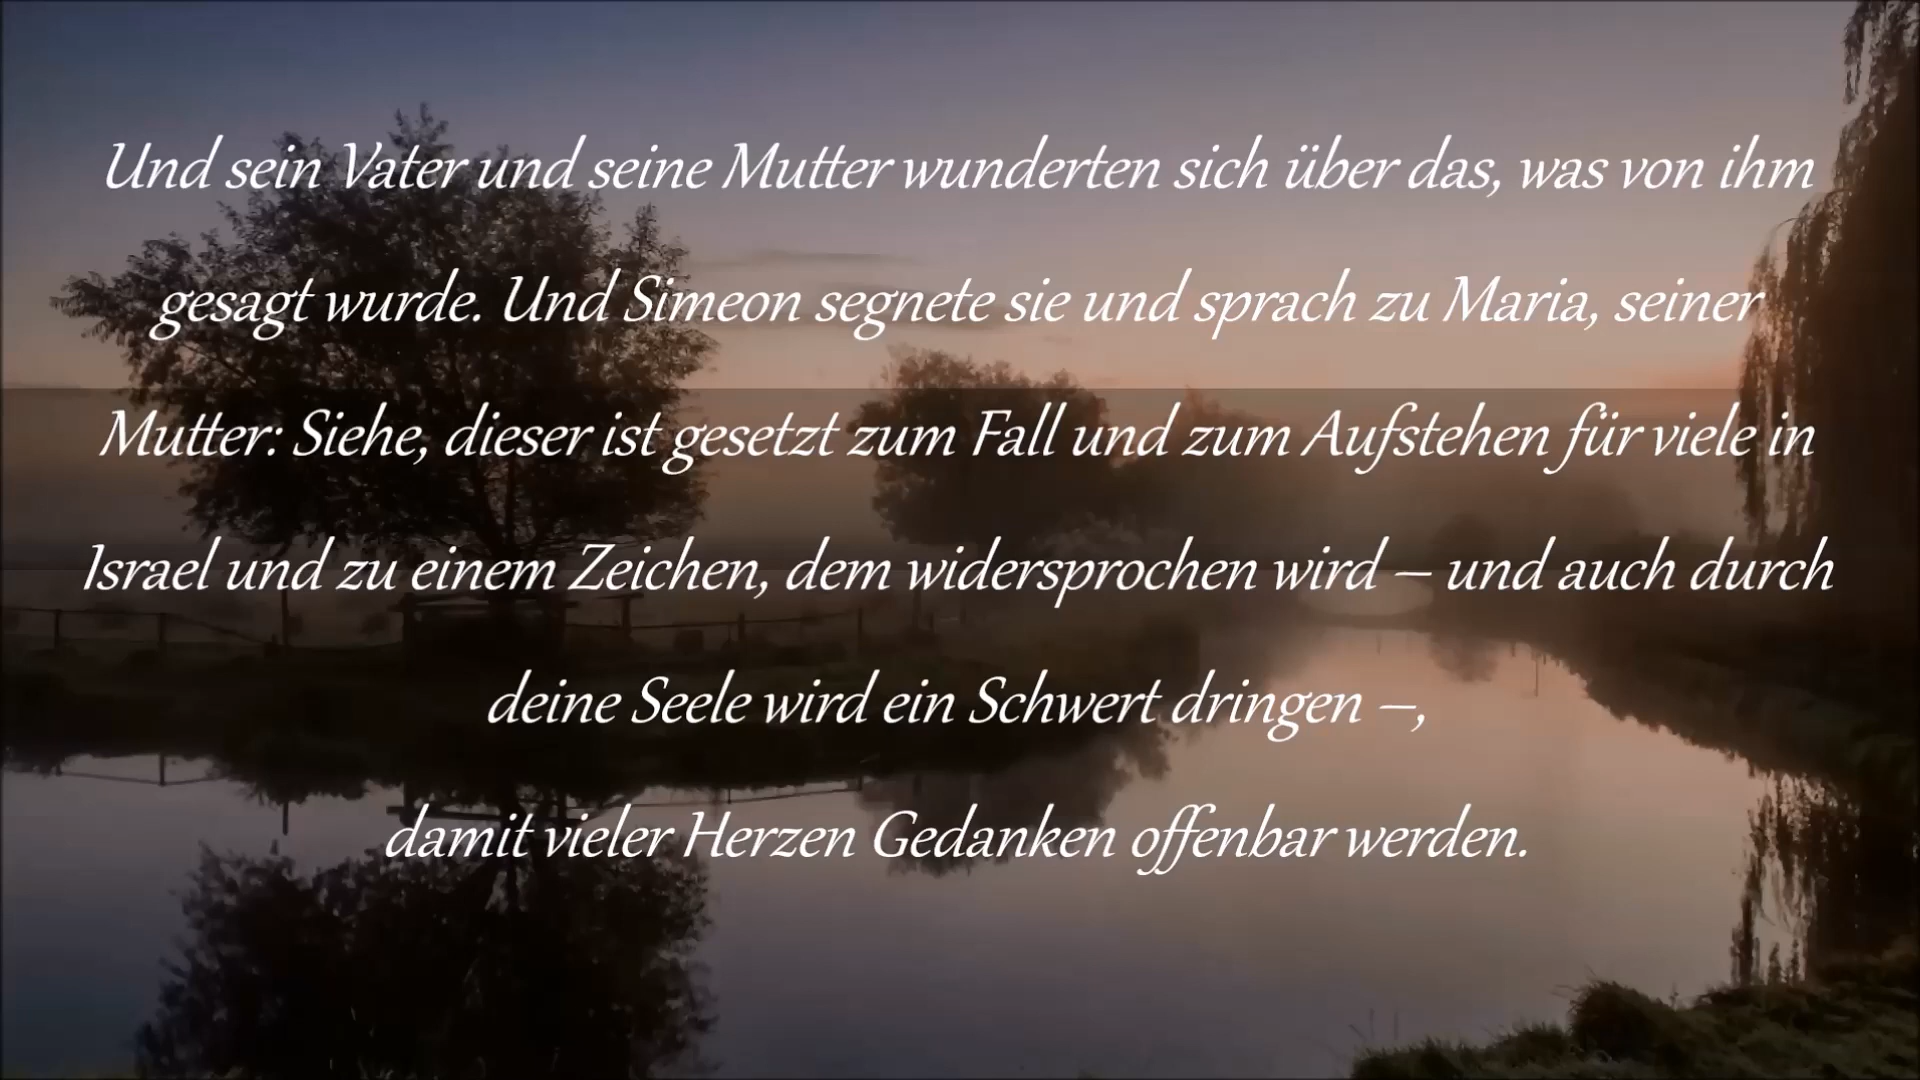 Und sein Vater und seine Mutter wunderten sich über das, was von ihm
gesagt wurde. Und Simeon segnete sie und sprach zu Maria, seiner
Mutter: Siehe, dieser ist gesetzt zum Fall und zum Aufstehen für viele in
Israel und zu einem Zeichen, dem widersprochen wird – und auch durch
deine Seele wird ein Schwert dringen –,
damit vieler Herzen Gedanken offenbar werden.